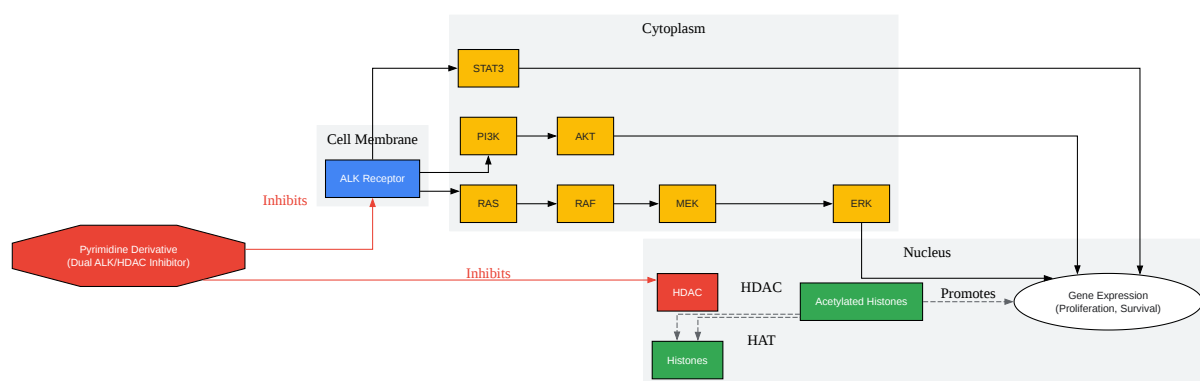 Cytoplasm
STAT3
Cell Membrane
PI3K
AKT
ALK Receptor
Inhibits
RAS
RAF
MEK
ERK
Pyrimidine Derivative
(Dual ALK/HDAC Inhibitor)
Nucleus
Inhibits
HDAC
HDAC
Acetylated Histones
Promotes
Gene Expression
(Proliferation, Survival)
HAT
Histones